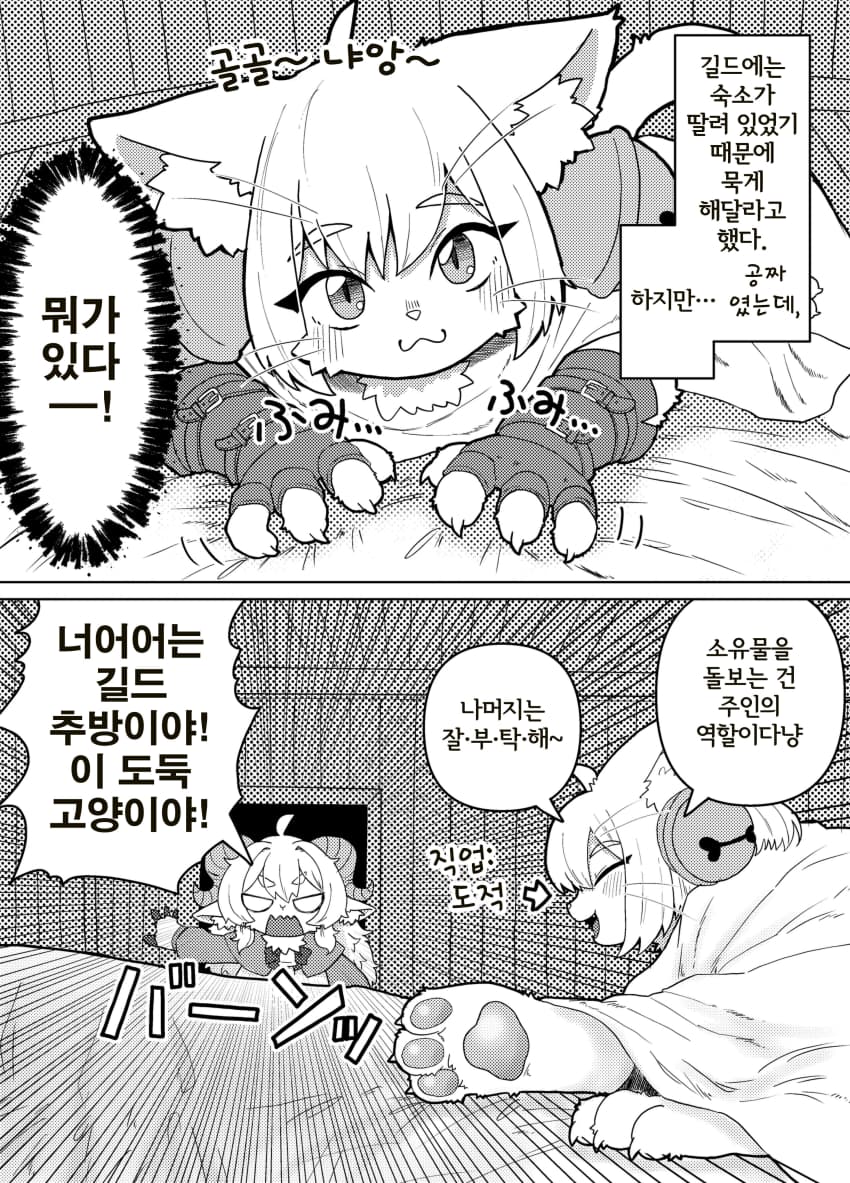 골골~ 냐앙~
길드에는
숙소가
딸려 있었기
때문에
묵게
해달라고
했다.
공짜
였는데,
하지만…
뭐가
있다
—!
ふみ…
ふみ…
소유물을
돌보는 건
주인의
역할이다냥
나머지는
잘·부·탁·해~
직업:
도적
너어어는
길드
추방이야!
이 도둑
고양이야!
バーンッ